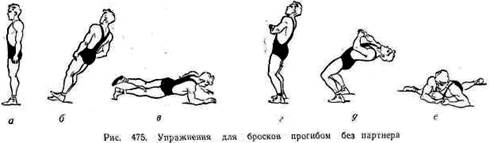 а б в г д е
Рис. 475. Упражнения для бросков прогибом без партнера